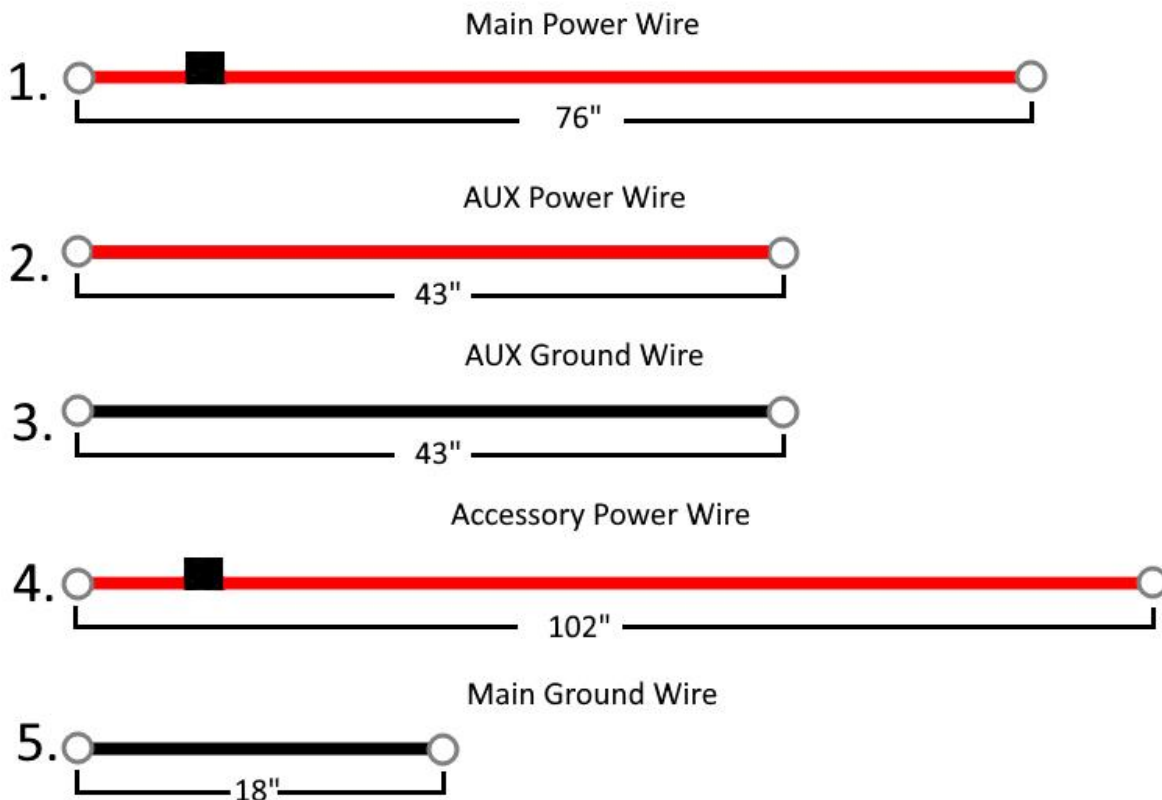 Main Power Wire
1.
76"
AUX Power Wire
2.
43"
AUX Ground Wire
3.
43"
Accessory Power Wire
4.
102"
Main Ground Wire
5.
18"